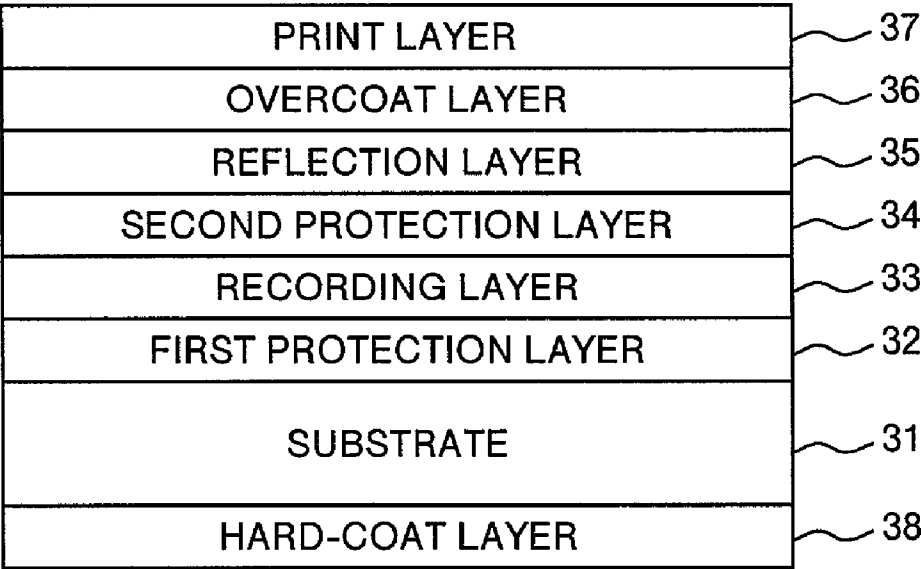 PRINT LAYER 37
OVERCOAT LAYER 36
REFLECTION LAYER 35
SECOND PROTECTION LAYER 34
RECORDING LAYER 33
FIRST PROTECTION LAYER 32
SUBSTRATE 31
HARD-COAT LAYER 38